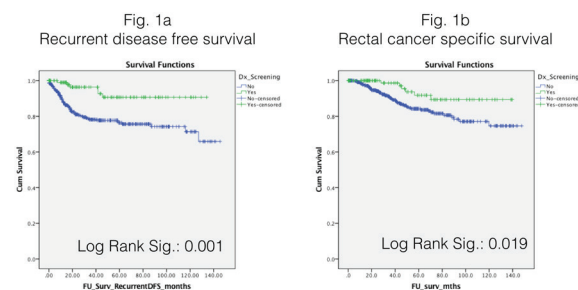 Fig. 1a
Recurrent disease free survival
Survival Functions
Cum Survival
1.0
0.8
0.6
0.4
0.2
0.0
Dx_Screening
No
Yes
No-censored
Yes-censored
Log Rank Sig.: 0.001
.00 20.00 40.00 60.00 80.00 100.00 120.00 140.00
FU_Surv_RecurrentDFS_months
Fig. 1b
Rectal cancer specific survival
Survival Functions
Cum Survival
1.0
0.8
0.6
0.4
0.2
0.0
Dx_Screening
No
Yes
No-censored
Yes-censored
Log Rank Sig.: 0.019
.0 20.0 40.0 60.0 80.0 100.0 120.0 140.0
FU_surv_mths